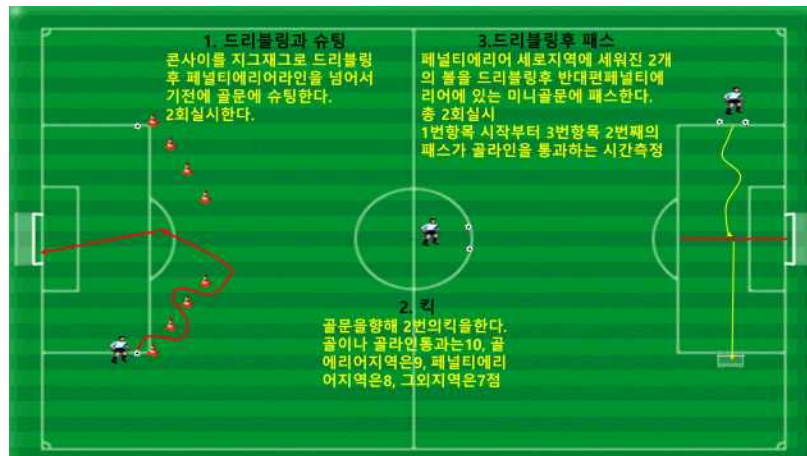 1. 드리블링과 슈팅
콘사이를 지그재그로 드리블링
후 페널티에리어라인을 넘어서
기전에 골문에 슈팅한다.
2회실시한다.
3.드리블링후 패스
페널티에리어 세로지역에 세워진 2개
의 볼을 드리블링후 반대편페널티에
리어에 있는 미니골문에 패스한다.
총 2회실시
1번항목 시작부터 3번항목 2번째의
패스가 골라인을 통과하는 시간측정
2. 킥
골문을향해 2번의킥을한다.
골이나 골라인통과는10, 골
에리어지역은9, 페널티에리
어지역은8, 그외지역은7점